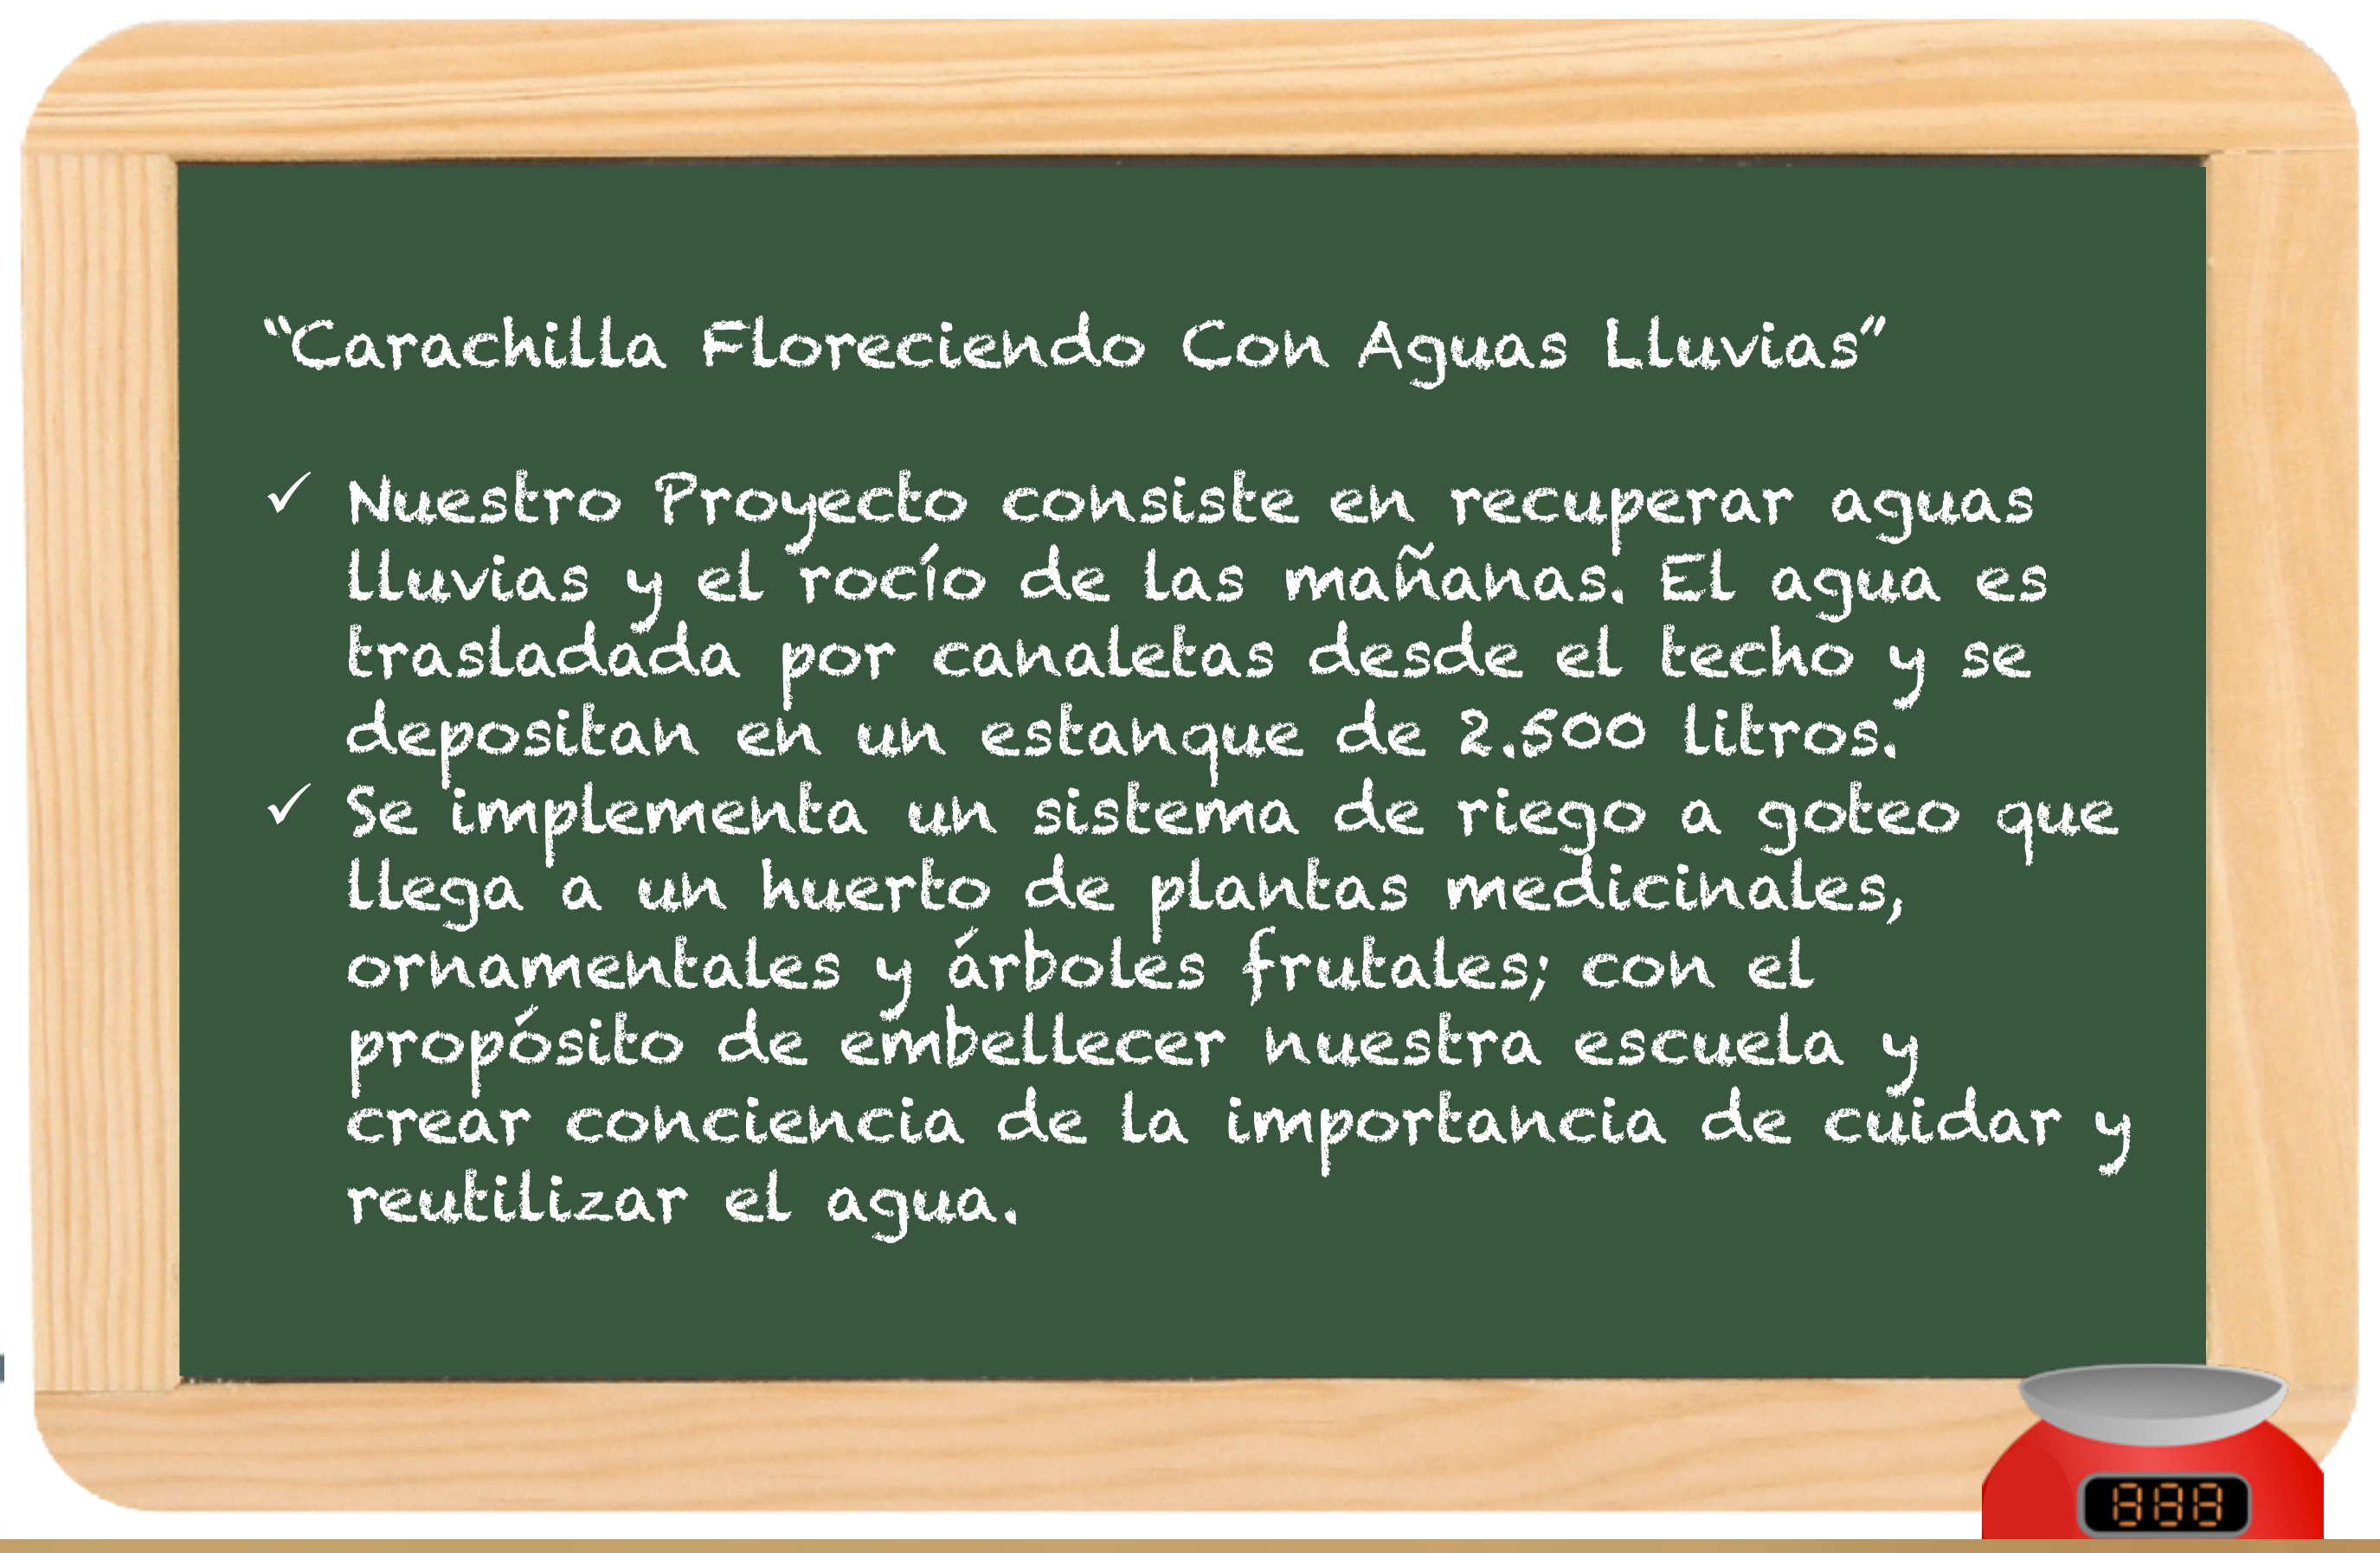 “Carachilla Floreciendo Con Aguas Lluvias”
✓ Nuestro Proyecto consiste en recuperar aguas
lluvias y el rocío de las mañanas. El agua es
trasladada por canaletas desde el techo y se
depositan en un estanque de 2.500 litros.
✓ Se implementa un sistema de riego a goteo que
llega a un huerto de plantas medicinales,
ornamentales y árboles frutales; con el
propósito de embellecer nuestra escuela y
crear conciencia de la importancia de cuidar y
reutilizar el agua.
888